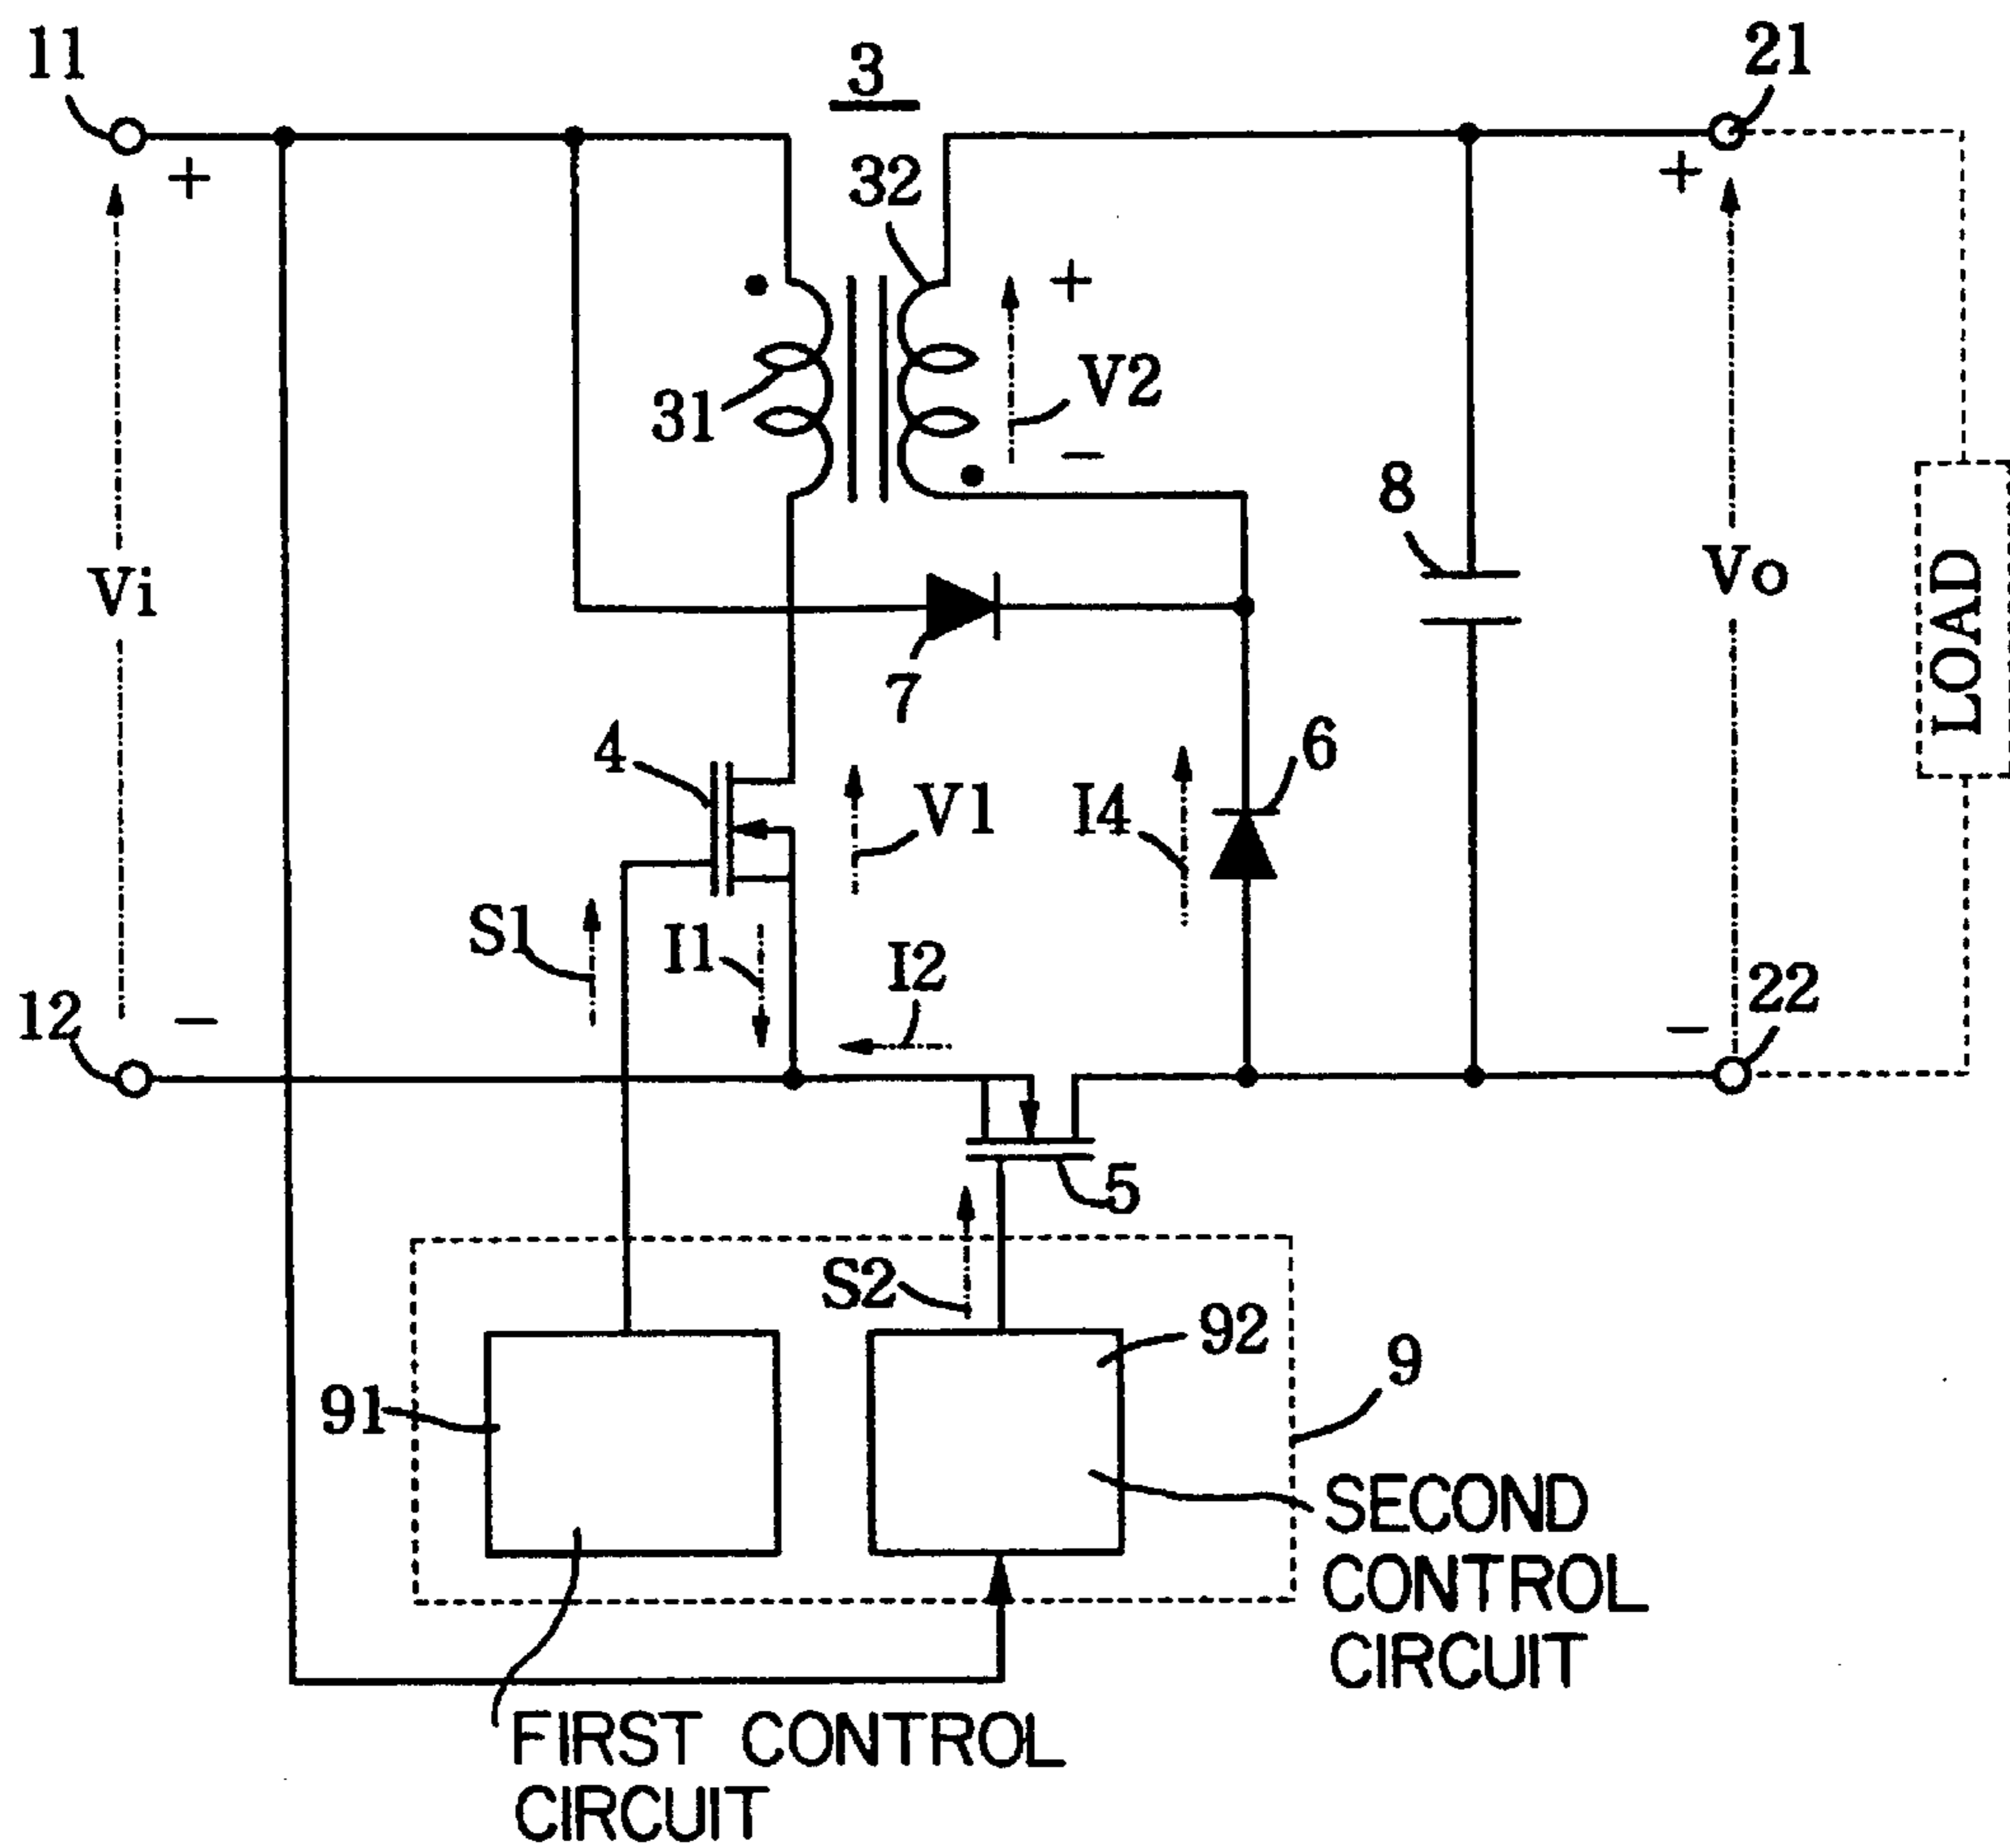 11
3
21
+
32
+
+
31
V2
−
8
Vi
Vo
LOAD
7
4
6
V1
I4
S1
I1
I2
12
−
−
22
5
S2
92
91
9
SECOND
CONTROL
CIRCUIT
FIRST CONTROL
CIRCUIT